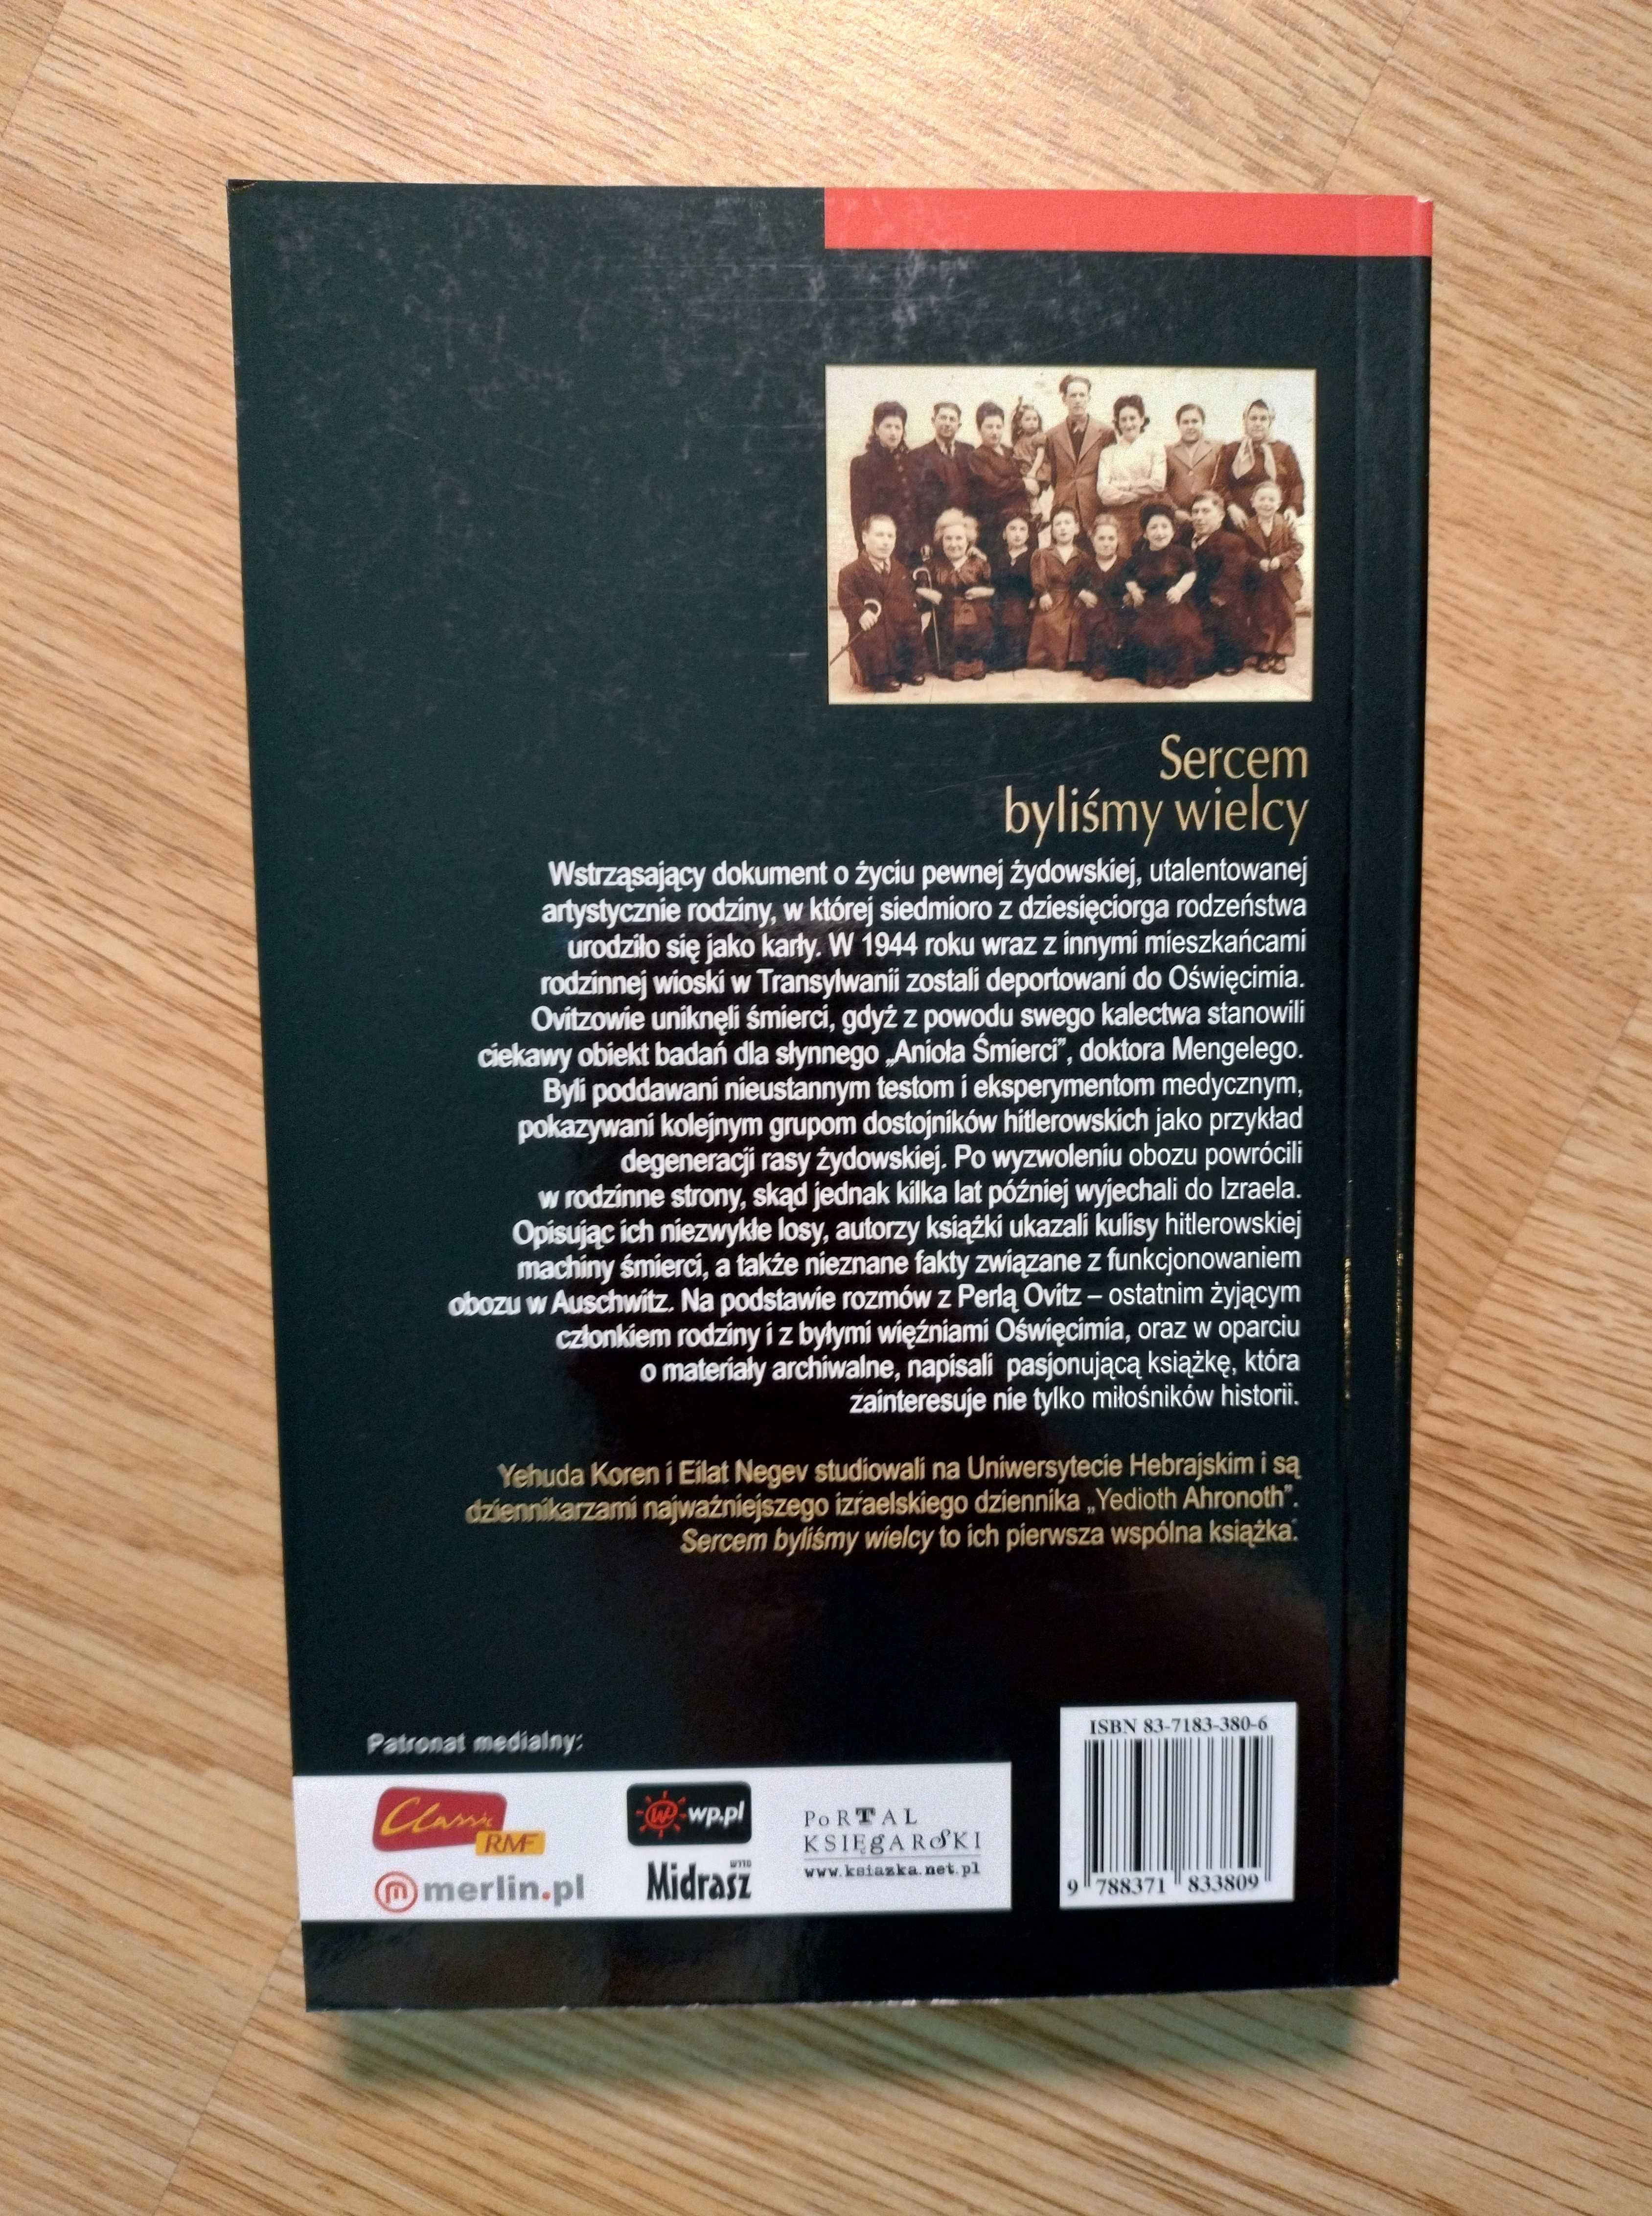 Sercem
byliśmy wielcy
Wstrząsający dokument o życiu pewnej żydowskiej, utalentowanej
artystycznie rodziny, w której siedmioro z dziesięciorga rodzeństwa
urodziło się jako karły. W 1944 roku wraz z innymi mieszkańcami
rodzinnej wioski w Transylwanii zostali deportowani do Oświęcimia.
Ovitzowie uniknęli śmierci, gdyż z powodu swego kalectwa stanowili
ciekawy obiekt badań dla słynnego „Anioła Śmierci”, doktora Mengelego.
Byli poddawani nieustannym testom i eksperymentom medycznym,
pokazywani kolejnym grupom dostojników hitlerowskich jako przykład
degeneracji rasy żydowskiej. Po wyzwoleniu obozu powrócili
w rodzinne strony, skąd jednak kilka lat później wyjechali do Izraela.
Opisując ich niezwykłe losy, autorzy książki ukazali kulisy hitlerowskiej
machiny śmierci, a także nieznane fakty związane z funkcjonowaniem
obozu w Auschwitz. Na podstawie rozmów z Perlą Ovitz – ostatnim żyjącym
członkiem rodziny i z byłymi więźniami Oświęcimia, oraz w oparciu
o materiały archiwalne, napisali pasjonującą książkę, która
zainteresuje nie tylko miłośników historii.
Yehuda Koren i Eilat Negev studiowali na Uniwersytecie Hebrajskim i są
dziennikarzami najważniejszego izraelskiego dziennika „Yedioth Ahronoth”.
Sercem byliśmy wielcy to ich pierwsza wspólna książka.
Patronat medialny:
Classic
RMF
merlin.pl
wp.pl
Midrasz
PORTAL
KSIĘGARSKI
www.ksiazka.net.pl
ISBN 83-7183-380-6
9 788371 833809